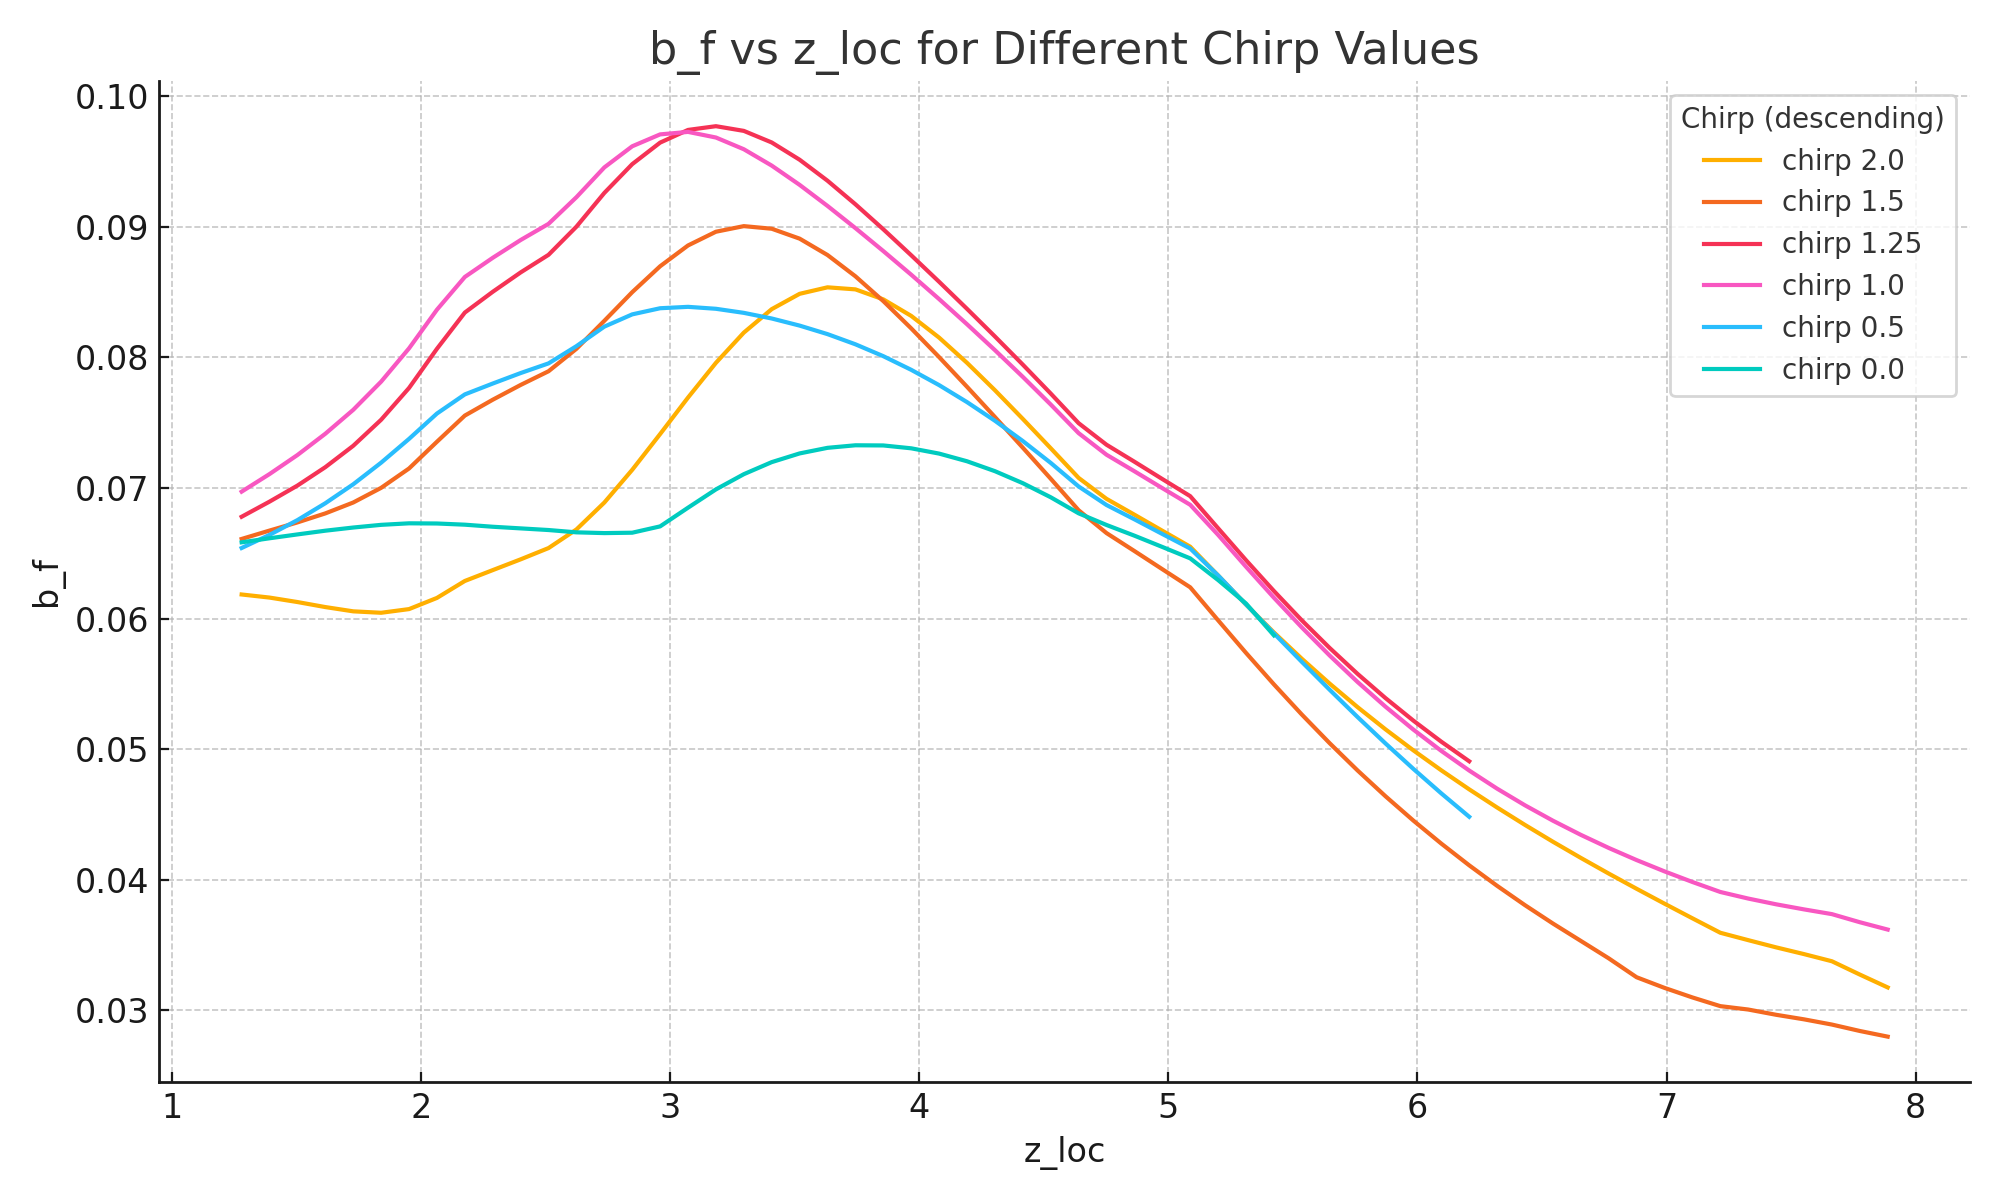 b_f vs z_loc for Different Chirp Values
Chirp (descending)
chirp 2.0
chirp 1.5
chirp 1.25
chirp 1.0
chirp 0.5
chirp 0.0
0.10
0.09
0.08
0.07
0.06
0.05
0.04
0.03
b_f
1 2 3 4 5 6 7 8
z_loc